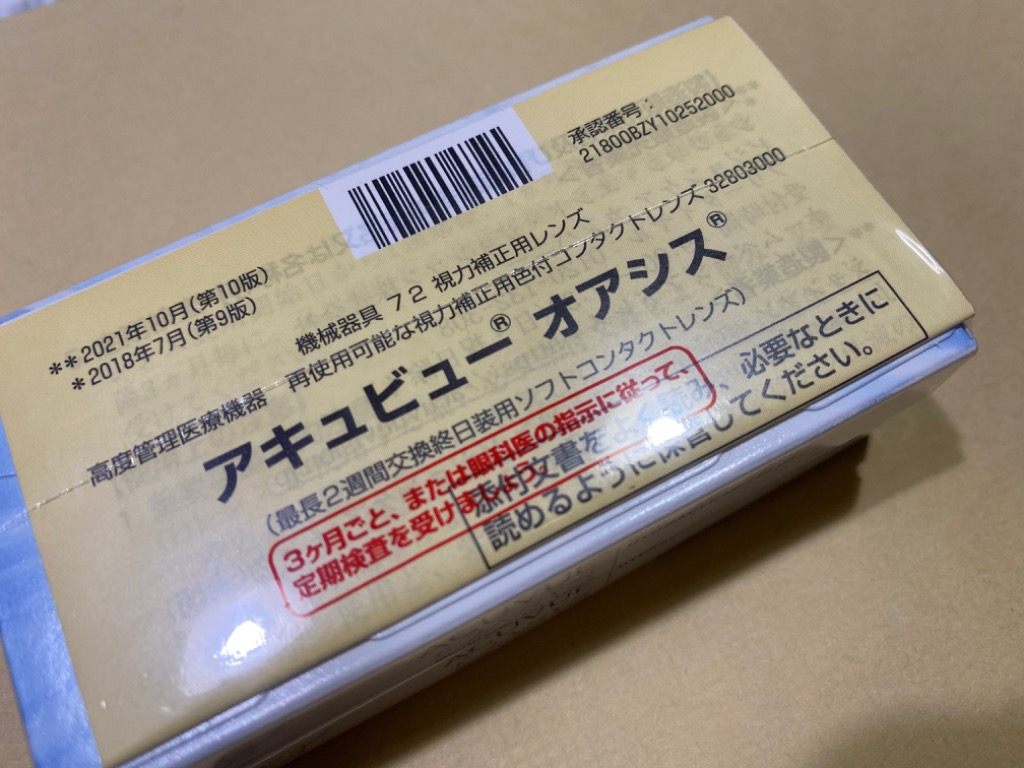 **2021年10月(第10版)
*2018年7月(第9版)
承認番号:
21800BZY10252000
機械器具 72 視力補正用レンズ
高度管理医療機器 再使用可能な視力補正用色付コンタクトレンズ 32803000
アキュビュー® オアシス®
(最長2週間交換終日装用ソフトコンタクトレンズ)
3ヶ月ごと、または眼科医の指示に従って、
定期検査を受けましょう
添付文書をよく読み、必要なときに
読めるように保管してください。